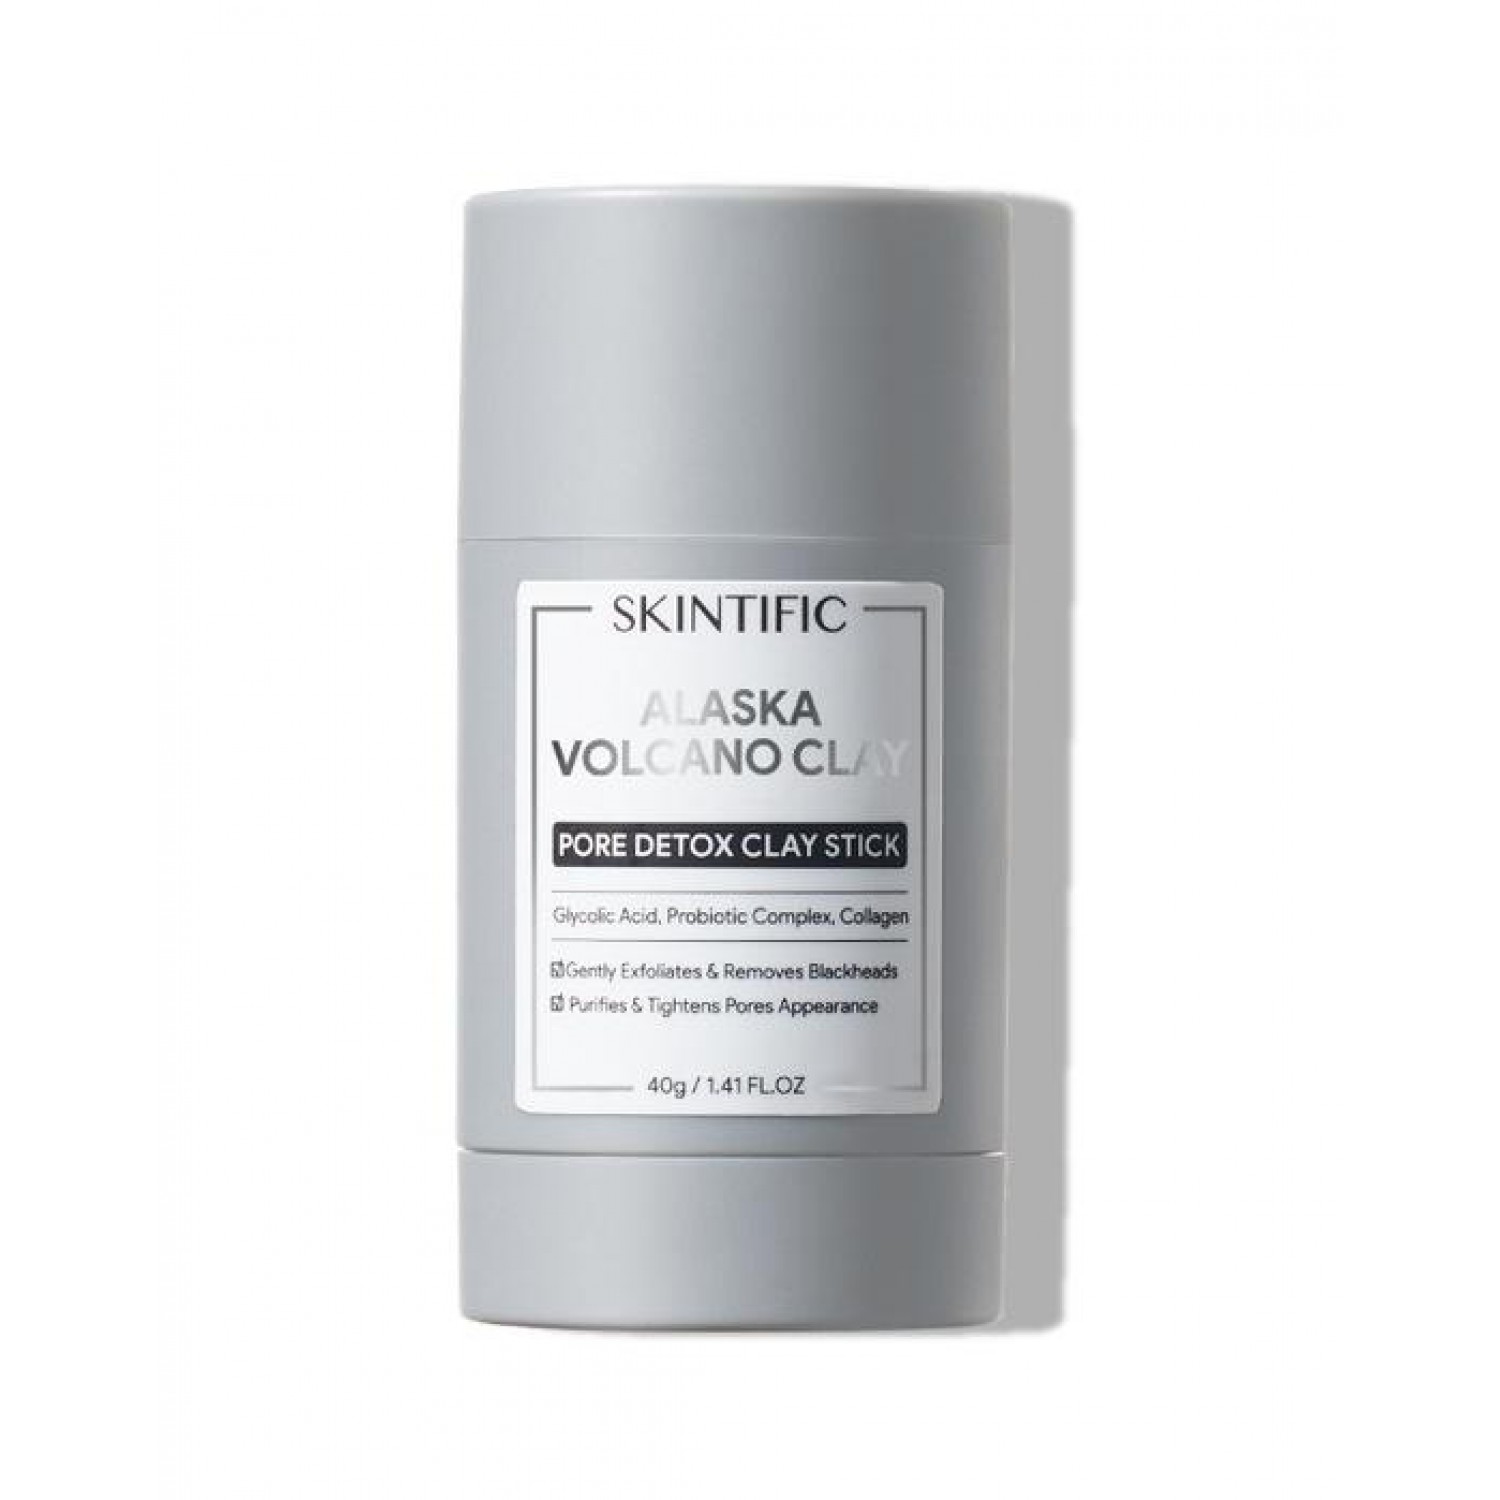 SKINTIFIC
ALASKA
VOLCANO CLAY
PORE DETOX CLAY STICK
Glycolic Acid, Probiotic Complex, Collagen
Gently Exfoliates & Removes Blackheads
Purifies & Tightens Pores Appearance
40g / 1.41 FL.OZ